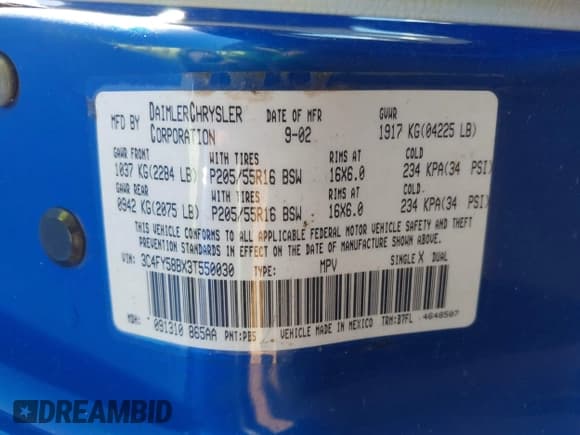 MFD BY DAIMLERCHRYSLER CORPORATION DATE OF MFR 9-02 GVWR 1917 KG(04225 LB)
GAWR FRONT WITH TIRES RIMS AT COLD
1037 KG(2284 LB) P205/55R16 BSW 16X6.0 234 KPA(34 PSI)
GAWR REAR WITH TIRES RIMS AT COLD
0942 KG(2075 LB) P205/55R16 BSW 16X6.0 234 KPA(34 PSI)
THIS VEHICLE CONFORMS TO ALL APPLICABLE FEDERAL MOTOR VEHICLE SAFETY AND THEFT
PREVENTION STANDARDS IN EFFECT ON THE DATE OF MANUFACTURE SHOWN ABOVE.
VIN: 3C4FY58BX3T550030 TYPE: MPV SINGLE X DUAL
MDH: 091310 865AA PNT:PB5 VEHICLE MADE IN MEXICO TRM:B7FL 4648507
DREAMBID